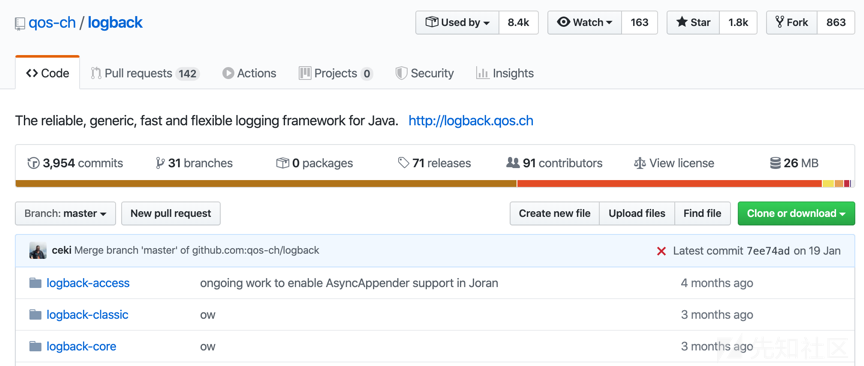 qos-ch / logback
Used by 8.4k Watch 163 Star 1.8k Fork 863
Code Pull requests 142 Actions Projects 0 Security Insights
The reliable, generic, fast and flexible logging framework for Java. http://logback.qos.ch
3,954 commits 31 branches 0 packages 71 releases 91 contributors View license 26 MB
Branch: master New pull request Create new file Upload files Find file Clone or download
ceki Merge branch 'master' of github.com:qos-ch/logback Latest commit 7ee74ad on 19 Jan
logback-access ongoing work to enable AsyncAppender support in Joran 4 months ago
logback-classic ow 3 months ago
logback-core ow 3 months ago
先知社区